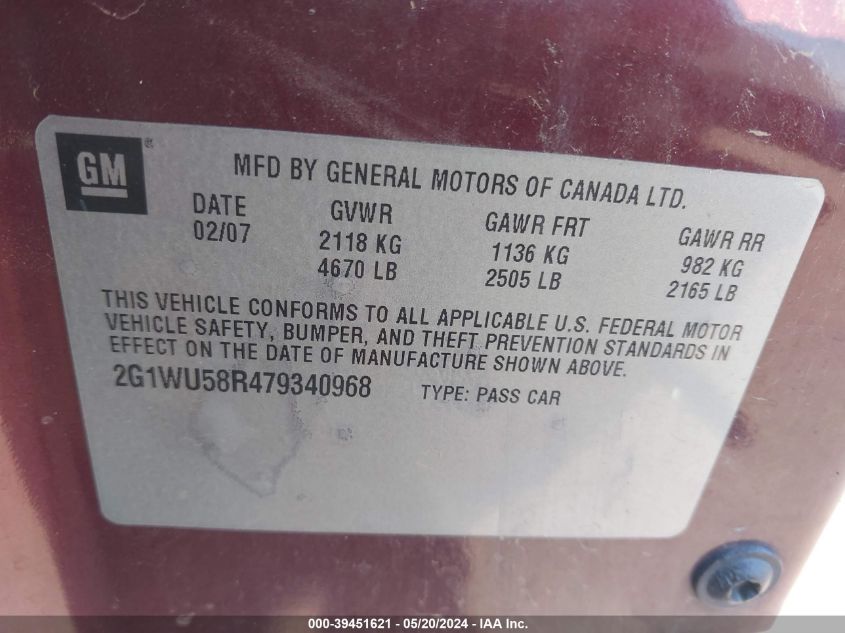 GM®
MFD BY GENERAL MOTORS OF CANADA LTD.
DATE GVWR GAWR FRT GAWR RR
02/07 2118 KG 1136 KG 982 KG
4670 LB 2505 LB 2165 LB
THIS VEHICLE CONFORMS TO ALL APPLICABLE U.S. FEDERAL MOTOR
VEHICLE SAFETY, BUMPER, AND THEFT PREVENTION STANDARDS IN
EFFECT ON THE DATE OF MANUFACTURE SHOWN ABOVE.
2G1WU58R479340968 TYPE: PASS CAR
000-39451621 - 05/20/2024 - IAA Inc.